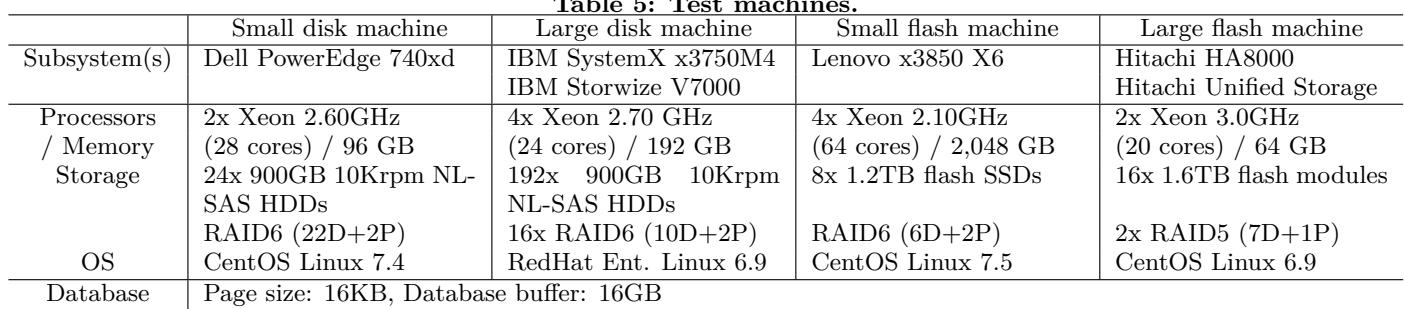 Table 5: Test machines.
Small disk machine Large disk machine Small flash machine Large flash machine
Subsystem(s) Dell PowerEdge 740xd IBM SystemX x3750M4 Lenovo x3850 X6 Hitachi HA8000
IBM Storwize V7000 Hitachi Unified Storage
Processors 2x Xeon 2.60GHz 4x Xeon 2.70 GHz 4x Xeon 2.10GHz 2x Xeon 3.0GHz
/ Memory (28 cores) / 96 GB (24 cores) / 192 GB (64 cores) / 2,048 GB (20 cores) / 64 GB
Storage 24x 900GB 10Krpm NL- 192x 900GB 10Krpm 8x 1.2TB flash SSDs 16x 1.6TB flash modules
SAS HDDs NL-SAS HDDs
RAID6 (22D+2P) 16x RAID6 (10D+2P) RAID6 (6D+2P) 2x RAID5 (7D+1P)
OS CentOS Linux 7.4 RedHat Ent. Linux 6.9 CentOS Linux 7.5 CentOS Linux 6.9
Database Page size: 16KB, Database buffer: 16GB